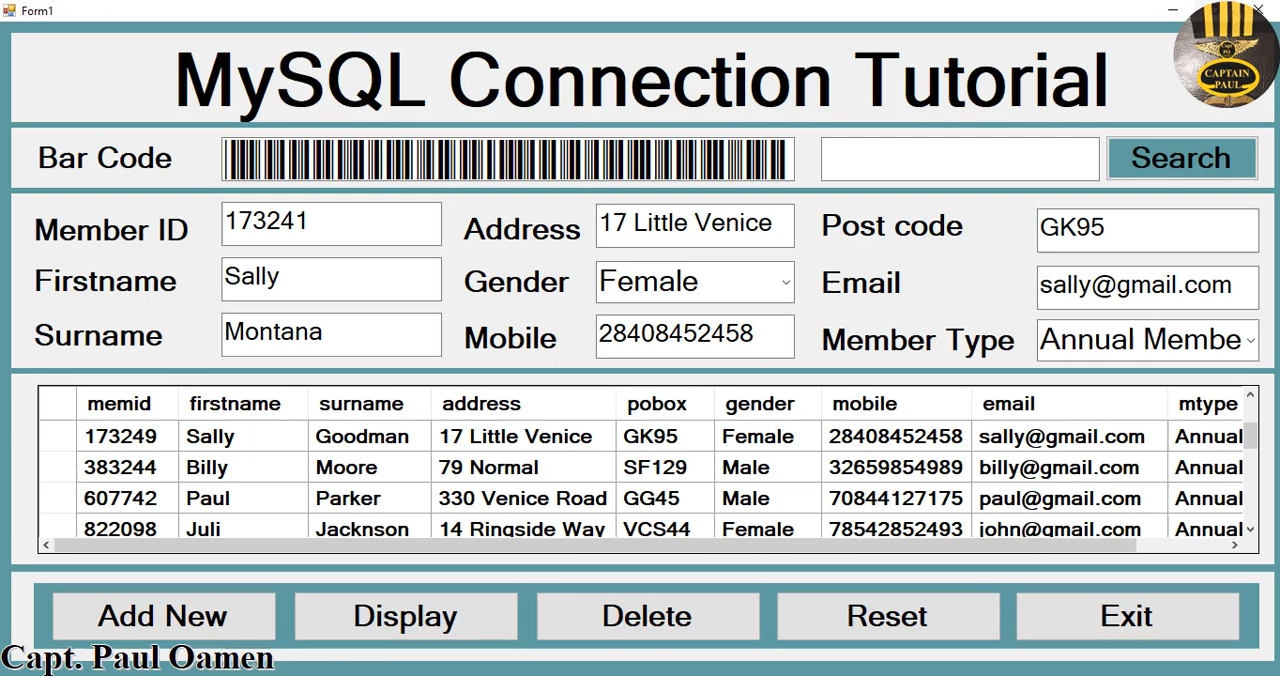 Form1
MySQL Connection Tutorial
CAPTAIN
PAUL
Bar Code
Search
Member ID 173241 Address 17 Little Venice Post code GK95
Firstname Sally Gender Female Email sally@gmail.com
Surname Montana Mobile 28408452458 Member Type Annual Membe
memid firstname surname address pobox gender mobile email mtype
173249 Sally Goodman 17 Little Venice GK95 Female 28408452458 sally@gmail.com Annual
383244 Billy Moore 79 Normal SF129 Male 32659854989 billy@gmail.com Annual
607742 Paul Parker 330 Venice Road GG45 Male 70844127175 paul@gmail.com Annual
822098 Juli Jacknson 14 Ringside Way VCS44 Female 78542852493 john@gmail.com Annual
Add New Display Delete Reset Exit
Capt. Paul Oamen